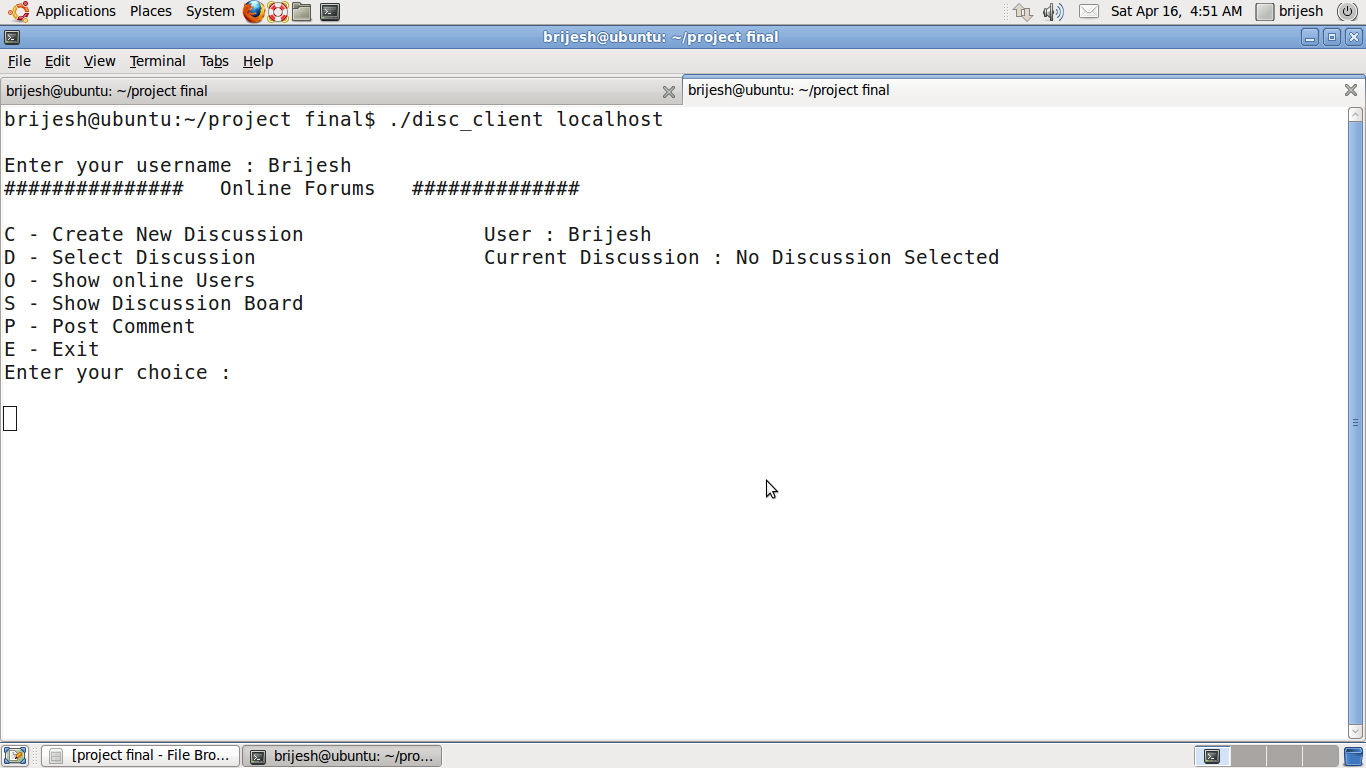 Applications Places System Sat Apr 16, 4:51 AM brijesh
brijesh@ubuntu: ~/project final
File Edit View Terminal Tabs Help
brijesh@ubuntu: ~/project final brijesh@ubuntu: ~/project final
brijesh@ubuntu:~/project final$ ./disc_client localhost
Enter your username : Brijesh
############### Online Forums ##############
C - Create New Discussion User : Brijesh
D - Select Discussion Current Discussion : No Discussion Selected
O - Show online Users
S - Show Discussion Board
P - Post Comment
E - Exit
Enter your choice :
[project final - File Bro... brijesh@ubuntu: ~/pro...